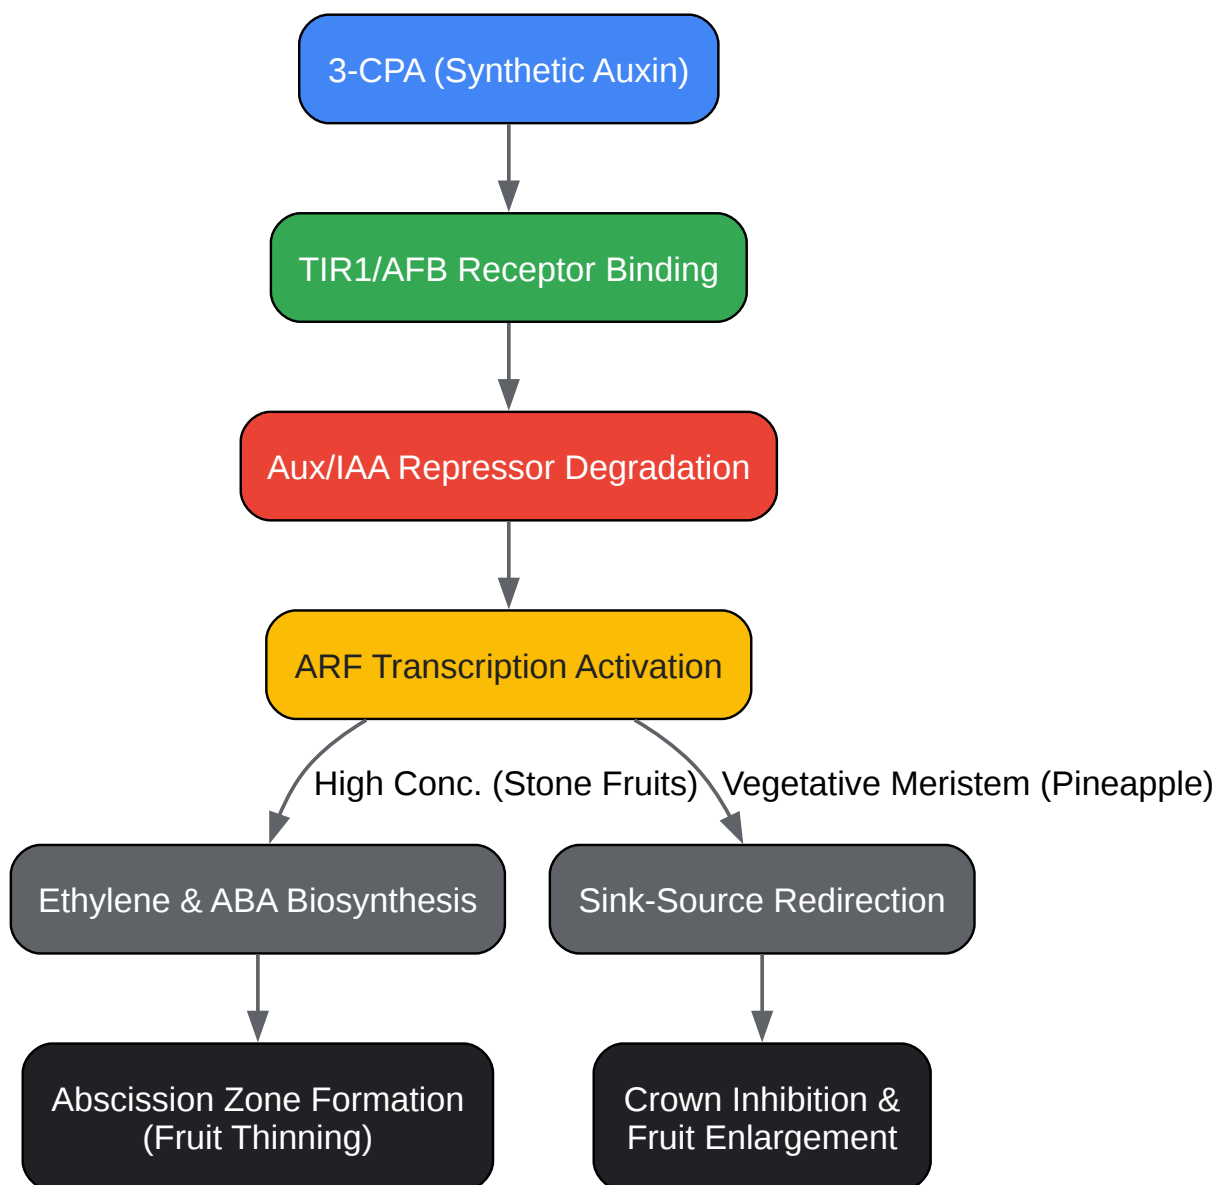 3-CPA (Synthetic Auxin)
TIR1/AFB Receptor Binding
Aux/IAA Repressor Degradation
ARF Transcription Activation
High Conc. (Stone Fruits)
Vegetative Meristem (Pineapple)
Ethylene & ABA Biosynthesis
Sink-Source Redirection
Abscission Zone Formation
(Fruit Thinning)
Crown Inhibition &
Fruit Enlargement